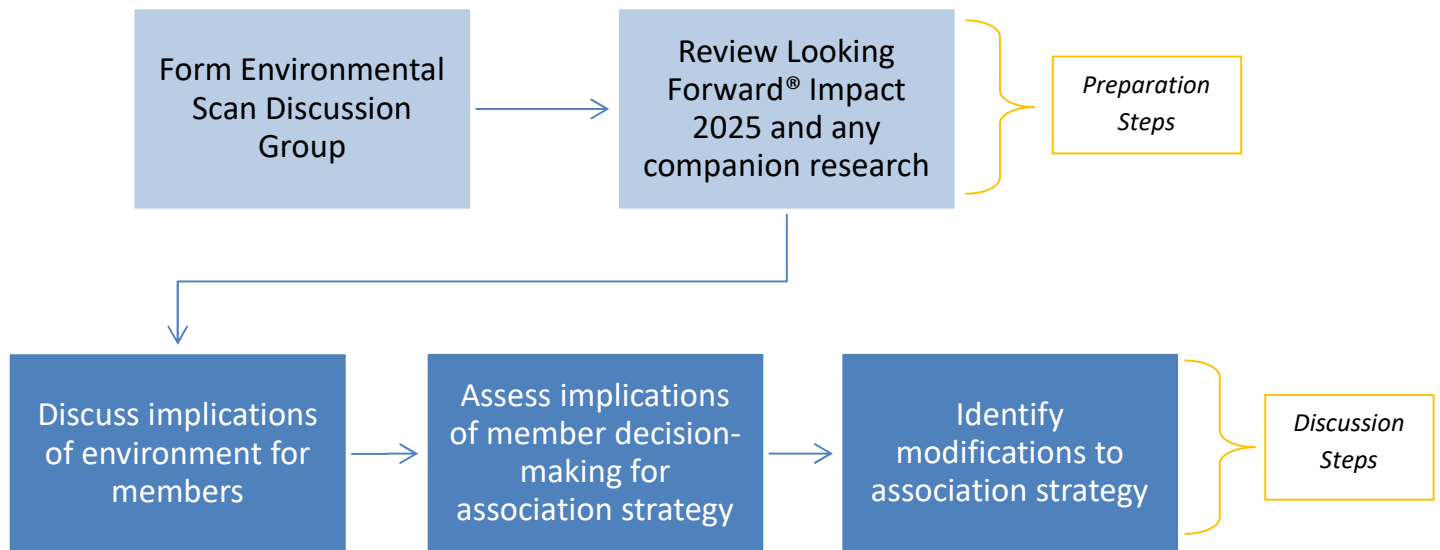 Form Environmental
Scan Discussion
Group
Review Looking
Forward® Impact
2025 and any
companion research
Preparation
Steps
Discuss implications
of environment for
members
Assess implications
of member decision-
making for
association strategy
Identify
modifications to
association strategy
Discussion
Steps